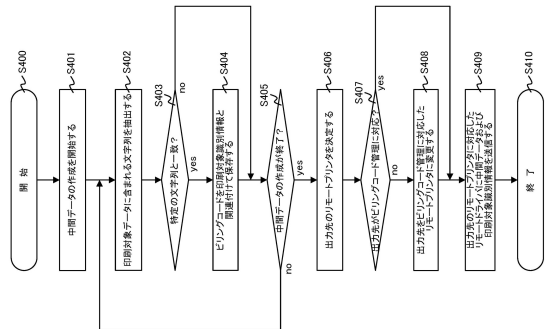 S400
開 始
S401
中間データの作成を開始する
S402
印刷対象データに含まれる文字列を抽出する
S403
特定の文字列と一致?
no
yes
S404
ビリングコードを印刷対象識別情報と
関連付けて保存する
S405
中間データの作成が終了?
no
yes
S406
出力先のリモートプリンタを決定する
S407
出力先がビリングコード管理に対応?
yes
no
S408
出力先をビリングコード管理に対応した
リモートプリンタに変更する
S409
出力先のリモートプリンタに対応した
リモートドライバに中間データおよび
印刷対象識別情報を送信する
S410
終 了